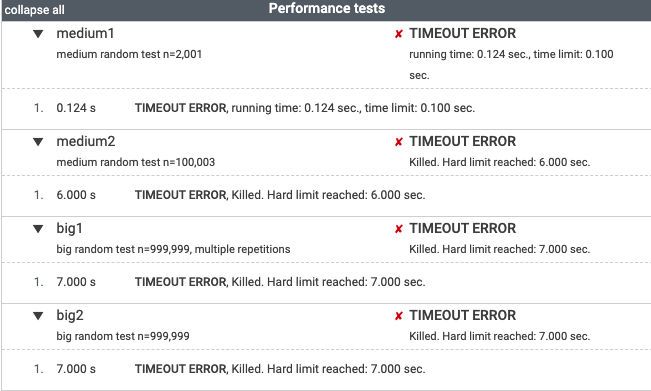 collapse all Performance tests
▼ medium1 ✘ TIMEOUT ERROR
medium random test n=2,001 running time: 0.124 sec., time limit: 0.100
sec.
1. 0.124 s TIMEOUT ERROR, running time: 0.124 sec., time limit: 0.100 sec.
▼ medium2 ✘ TIMEOUT ERROR
medium random test n=100,003 Killed. Hard limit reached: 6.000 sec.
1. 6.000 s TIMEOUT ERROR, Killed. Hard limit reached: 6.000 sec.
▼ big1 ✘ TIMEOUT ERROR
big random test n=999,999, multiple repetitions Killed. Hard limit reached: 7.000 sec.
1. 7.000 s TIMEOUT ERROR, Killed. Hard limit reached: 7.000 sec.
▼ big2 ✘ TIMEOUT ERROR
big random test n=999,999 Killed. Hard limit reached: 7.000 sec.
1. 7.000 s TIMEOUT ERROR, Killed. Hard limit reached: 7.000 sec.